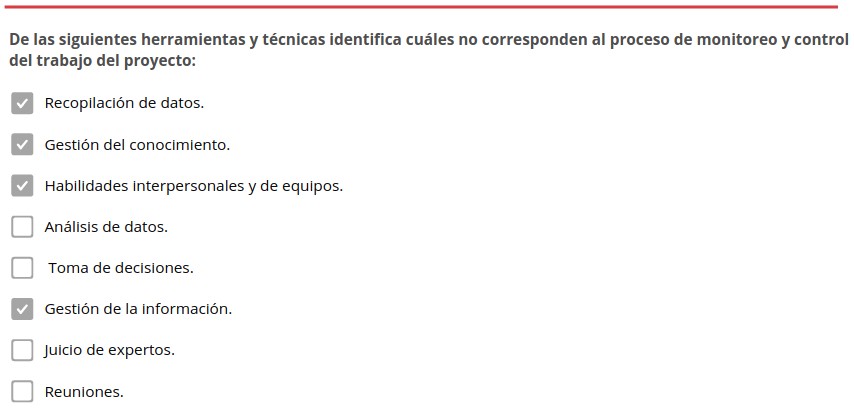 De las siguientes herramientas y técnicas identifica cuáles no corresponden al proceso de monitoreo y control
del trabajo del proyecto:
Recopilación de datos.
Gestión del conocimiento.
Habilidades interpersonales y de equipos.
Análisis de datos.
Toma de decisiones.
Gestión de la información.
Juicio de expertos.
Reuniones.